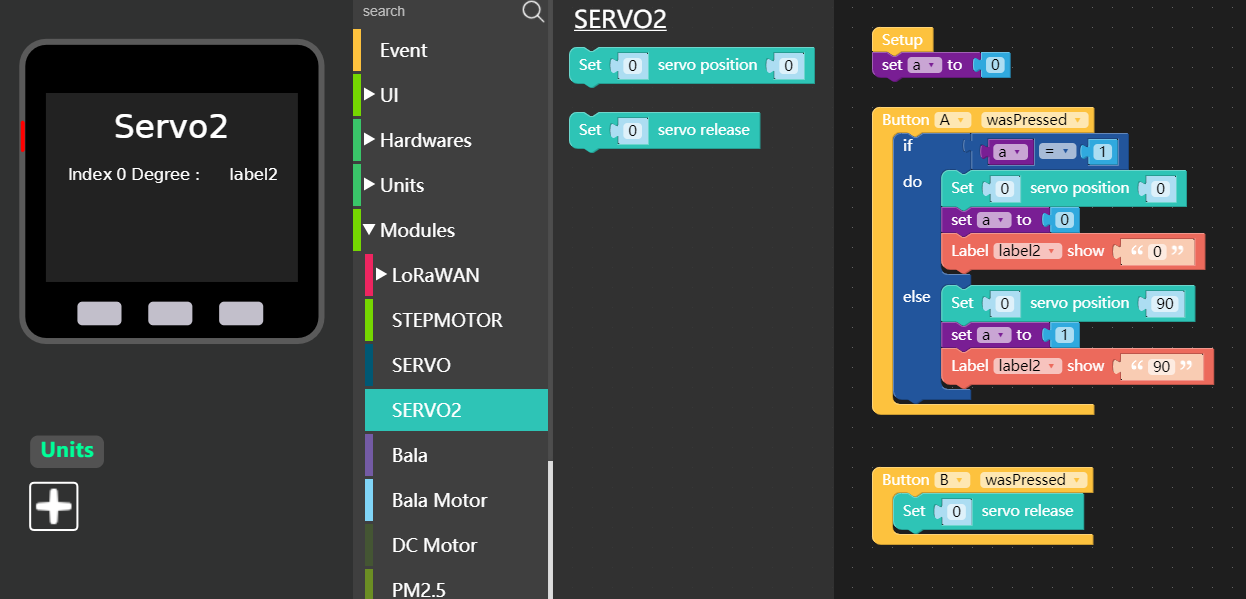 Servo2
Index 0 Degree : label2
Units
search
Event
UI
Hardwares
Units
Modules
LoRaWAN
STEPMOTOR
SERVO
SERVO2
Bala
Bala Motor
DC Motor
PM2.5
SERVO2
Set 0 servo position 0
Set 0 servo release
Setup
set a to 0
Button A wasPressed
if a = 1
do Set 0 servo position 0
set a to 0
Label label2 show “ 0 ”
else Set 0 servo position 90
set a to 1
Label label2 show “ 90 ”
Button B wasPressed
Set 0 servo release